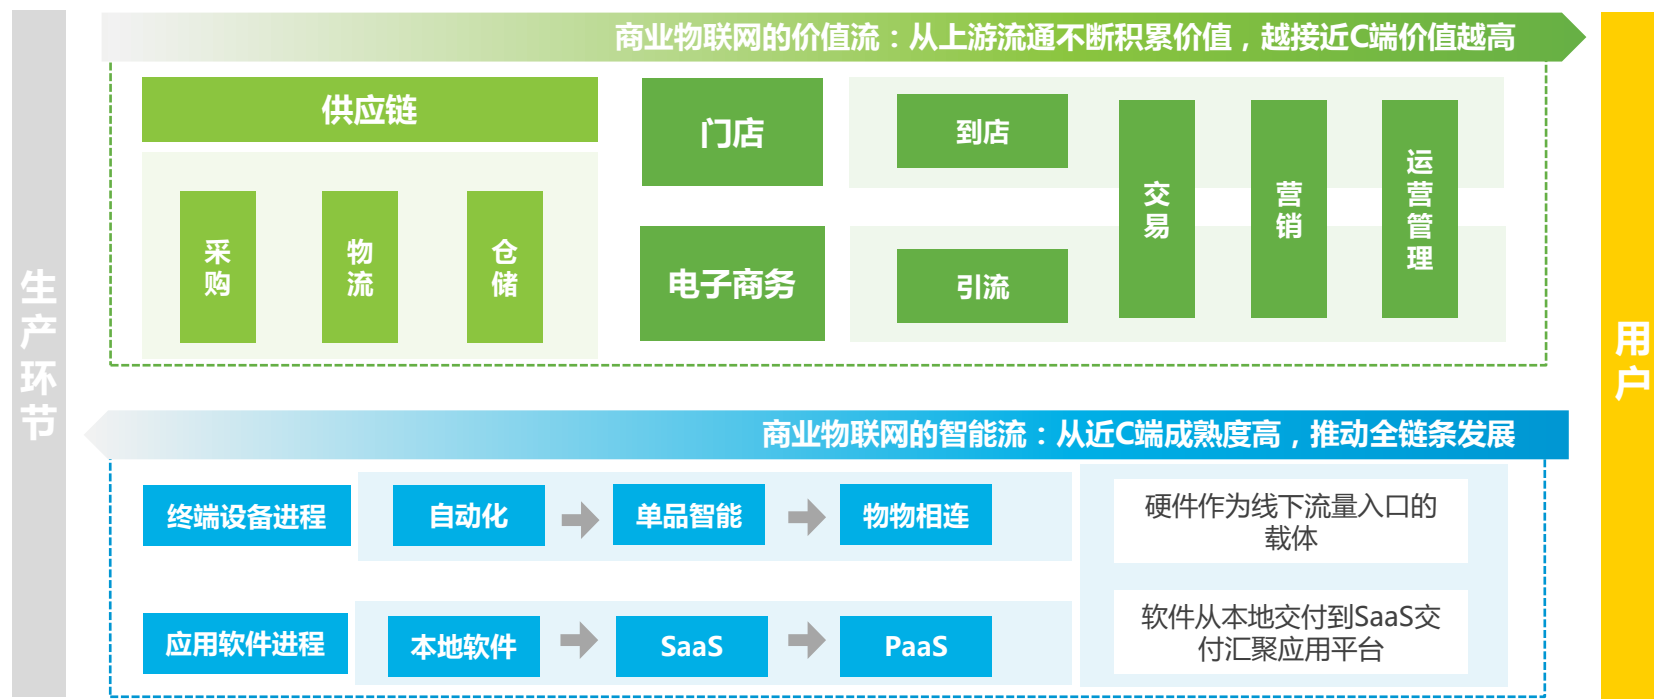 生产环节
商业物联网的价值流：从上游流通不断积累价值，越接近C端价值越高
供应链
采购
物流
仓储
门店
到店
电子商务
引流
交易
营销
运营管理
用户
商业物联网的智能流：从近C端成熟度高，推动全链条发展
终端设备进程
自动化
单品智能
物物相连
硬件作为线下流量入口的
载体
应用软件进程
本地软件
SaaS
PaaS
软件从本地交付到SaaS交
付汇聚应用平台